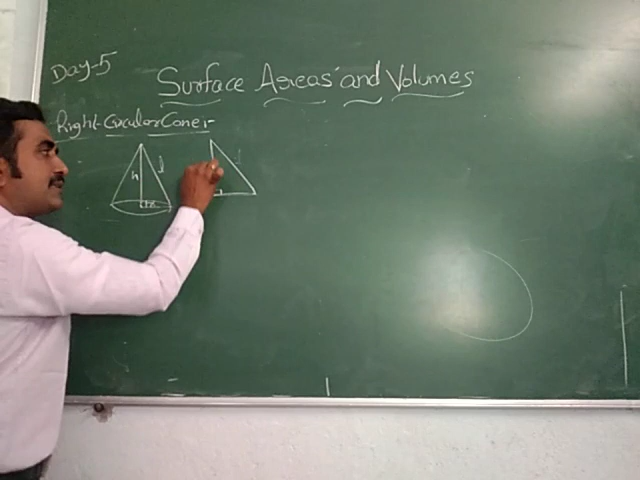 Day-5
Surface Areas and Volumes
Right Circular Cone:-
h
l
r
l